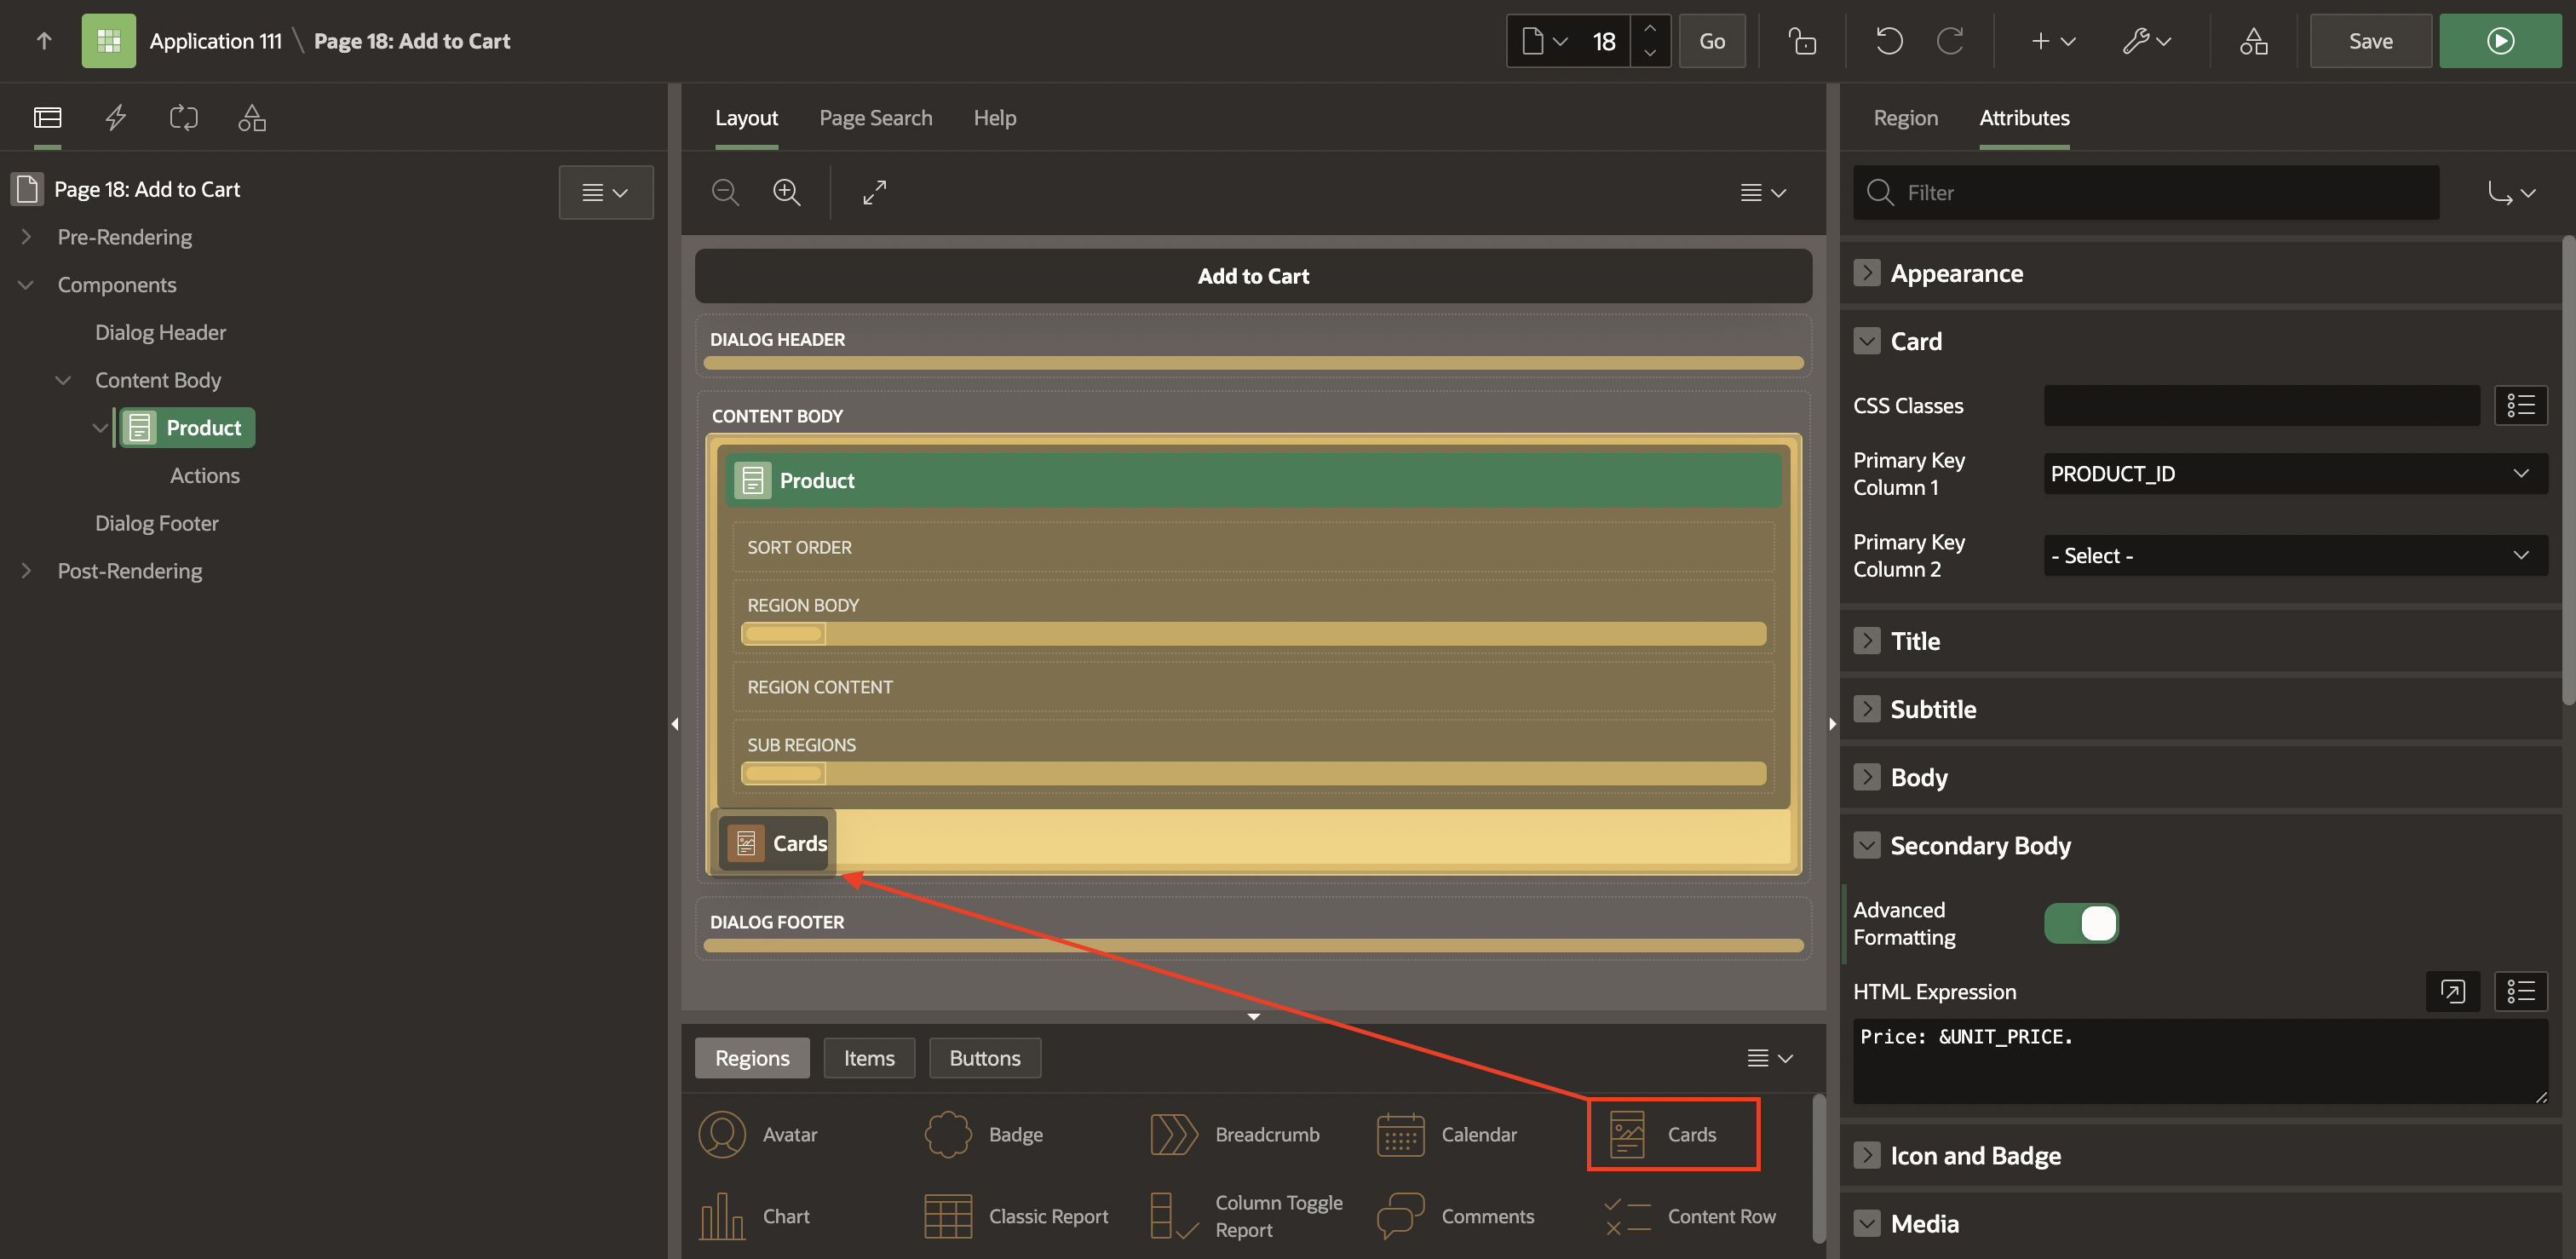 Application 111 \ Page 18: Add to Cart
18
Go
Save
Page 18: Add to Cart
Pre-Rendering
Components
Dialog Header
Content Body
Product
Actions
Dialog Footer
Post-Rendering
Layout
Page Search
Help
Add to Cart
DIALOG HEADER
CONTENT BODY
Product
SORT ORDER
REGION BODY
REGION CONTENT
SUB REGIONS
Cards
DIALOG FOOTER
Regions
Items
Buttons
Avatar
Badge
Breadcrumb
Calendar
Cards
Chart
Classic Report
Column Toggle
Report
Comments
Content Row
Region
Attributes
Filter
Appearance
Card
CSS Classes
Primary Key
Column 1
PRODUCT_ID
Primary Key
Column 2
- Select -
Title
Subtitle
Body
Secondary Body
Advanced
Formatting
HTML Expression
Price: &UNIT_PRICE.
Icon and Badge
Media